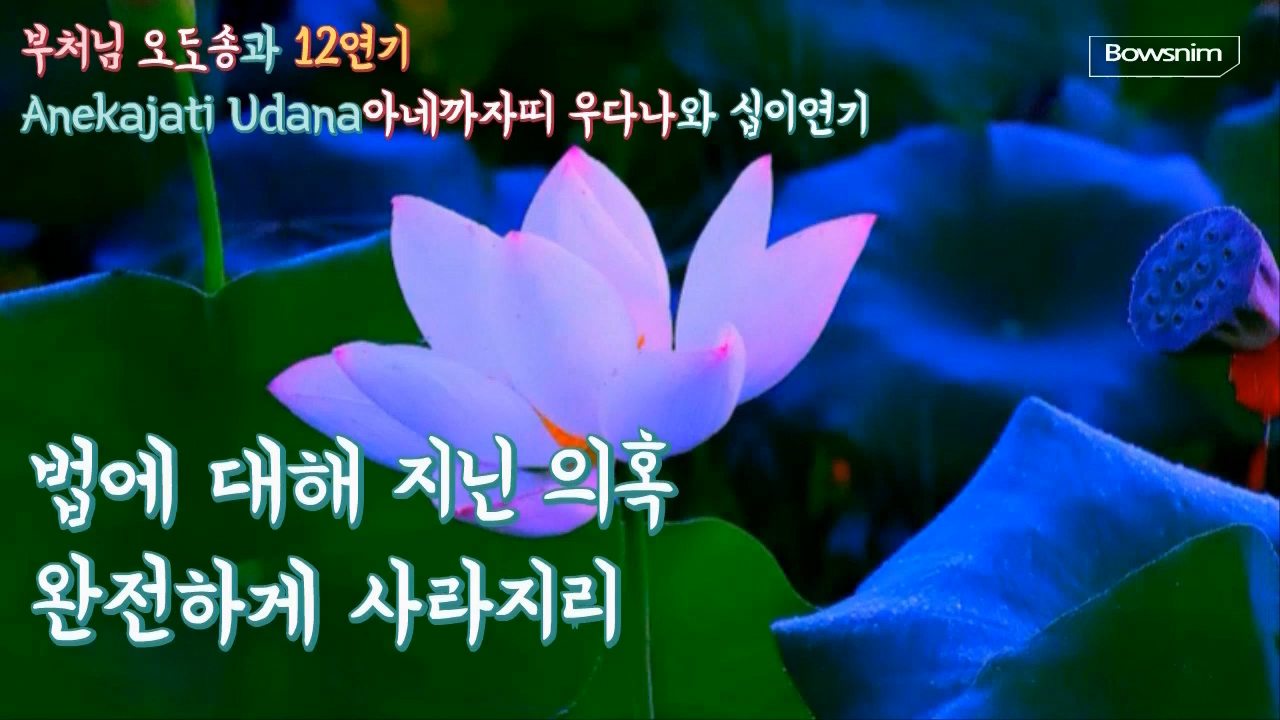 부처님 오도송과 12연기
Bowsnim
Anekajati Udana아네까자띠 우다나와 십이연기
법에 대해 지닌 의혹
완전하게 사라지리